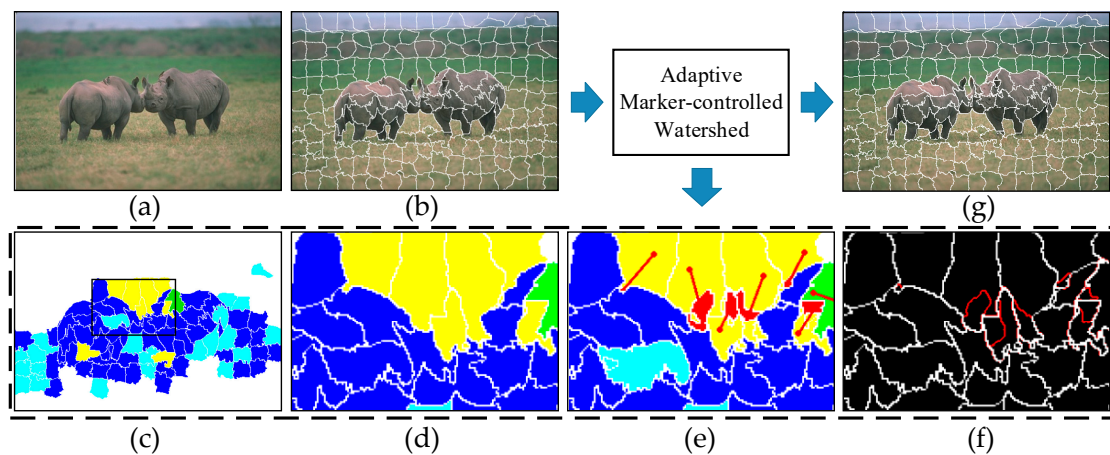 Adaptive
Marker-controlled
Watershed
(a)
(b)
(g)
(c)
(d)
(e)
(f)